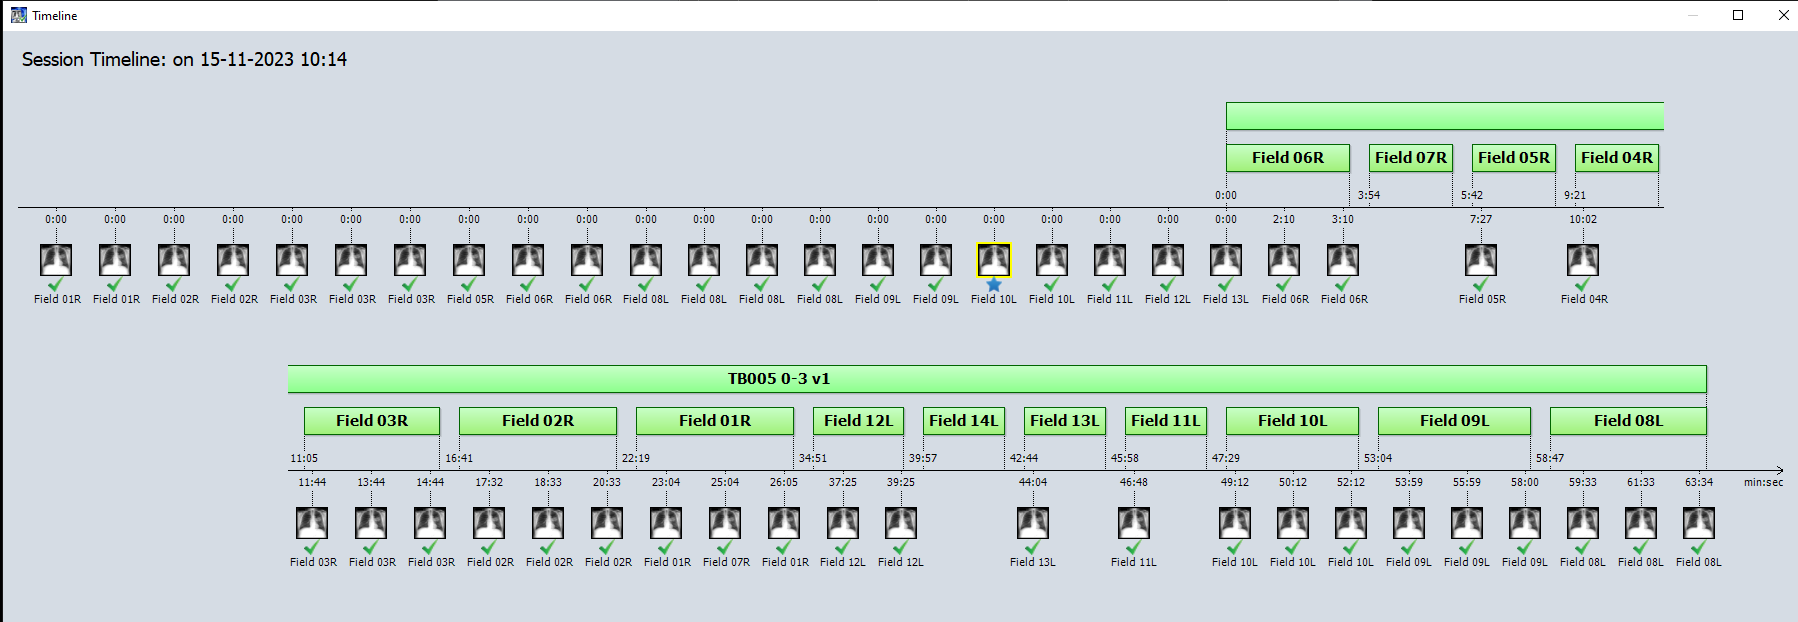 Timeline
Session Timeline: on 15-11-2023 10:14
Field 06R Field 07R Field 05R Field 04R
0:00 3:54 5:42 9:21
0:00 0:00 0:00 0:00 0:00 0:00 0:00 0:00 0:00 0:00 0:00 0:00 0:00 0:00 0:00 0:00 0:00 0:00 0:00 0:00 0:00 2:10 3:10 7:27 10:02
Field 01R Field 01R Field 02R Field 02R Field 03R Field 03R Field 03R Field 05R Field 06R Field 06R Field 08L Field 08L Field 08L Field 08L Field 09L Field 09L Field 10L Field 10L Field 11L Field 12L Field 13L Field 06R Field 06R Field 05R Field 04R
TB005 0-3 v1
Field 03R Field 02R Field 01R Field 12L Field 14L Field 13L Field 11L Field 10L Field 09L Field 08L
11:05 16:41 22:19 34:51 39:57 42:44 45:58 47:29 53:04 58:47
11:44 13:44 14:44 17:32 18:33 20:33 23:04 25:04 26:05 37:25 39:25 44:04 46:48 49:12 50:12 52:12 53:59 55:59 58:00 59:33 61:33 63:34 min:sec
Field 03R Field 03R Field 03R Field 02R Field 02R Field 02R Field 01R Field 07R Field 01R Field 12L Field 12L Field 13L Field 11L Field 10L Field 10L Field 10L Field 09L Field 09L Field 09L Field 08L Field 08L Field 08L